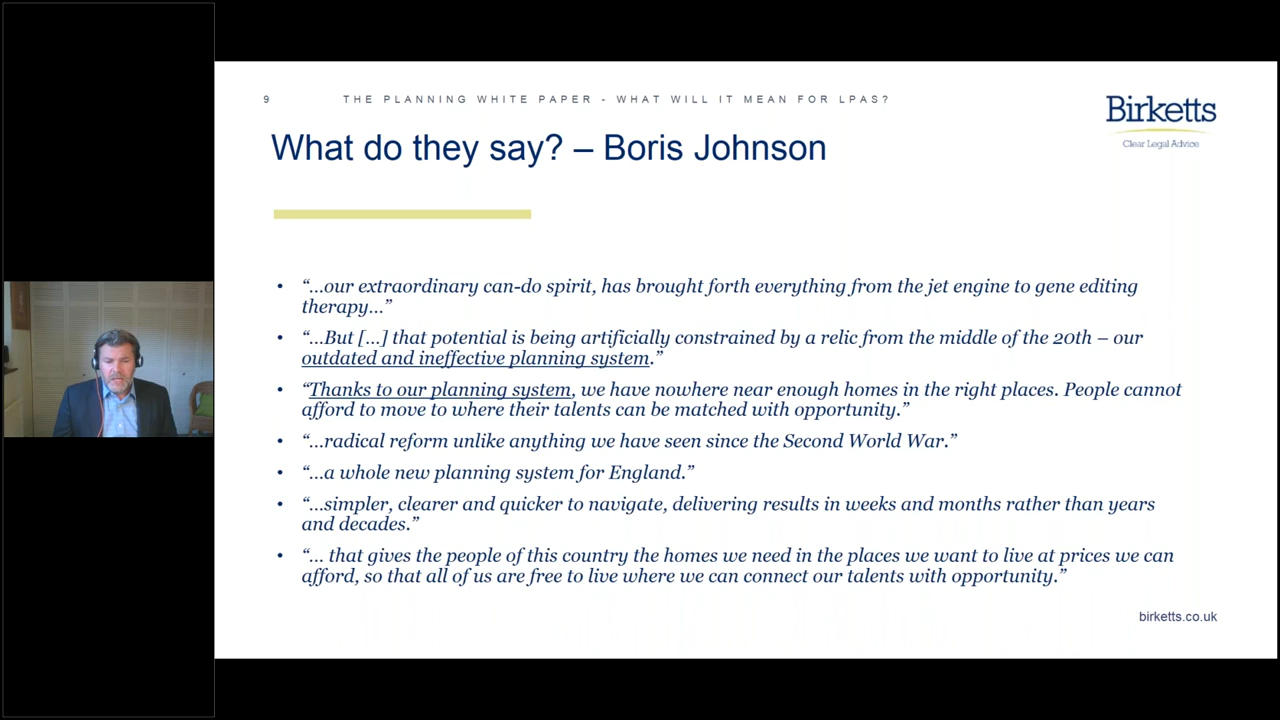 9 THE PLANNING WHITE PAPER - WHAT WILL IT MEAN FOR LPAS?
Birketts
Clear Legal Advice
What do they say? – Boris Johnson
• “…our extraordinary can-do spirit, has brought forth everything from the jet engine to gene editing
therapy…”
• “…But […] that potential is being artificially constrained by a relic from the middle of the 20th – our
outdated and ineffective planning system.”
• “Thanks to our planning system, we have nowhere near enough homes in the right places. People cannot
afford to move to where their talents can be matched with opportunity.”
• “…radical reform unlike anything we have seen since the Second World War.”
• “…a whole new planning system for England.”
• “…simpler, clearer and quicker to navigate, delivering results in weeks and months rather than years
and decades.”
• “… that gives the people of this country the homes we need in the places we want to live at prices we can
afford, so that all of us are free to live where we can connect our talents with opportunity.”
birketts.co.uk